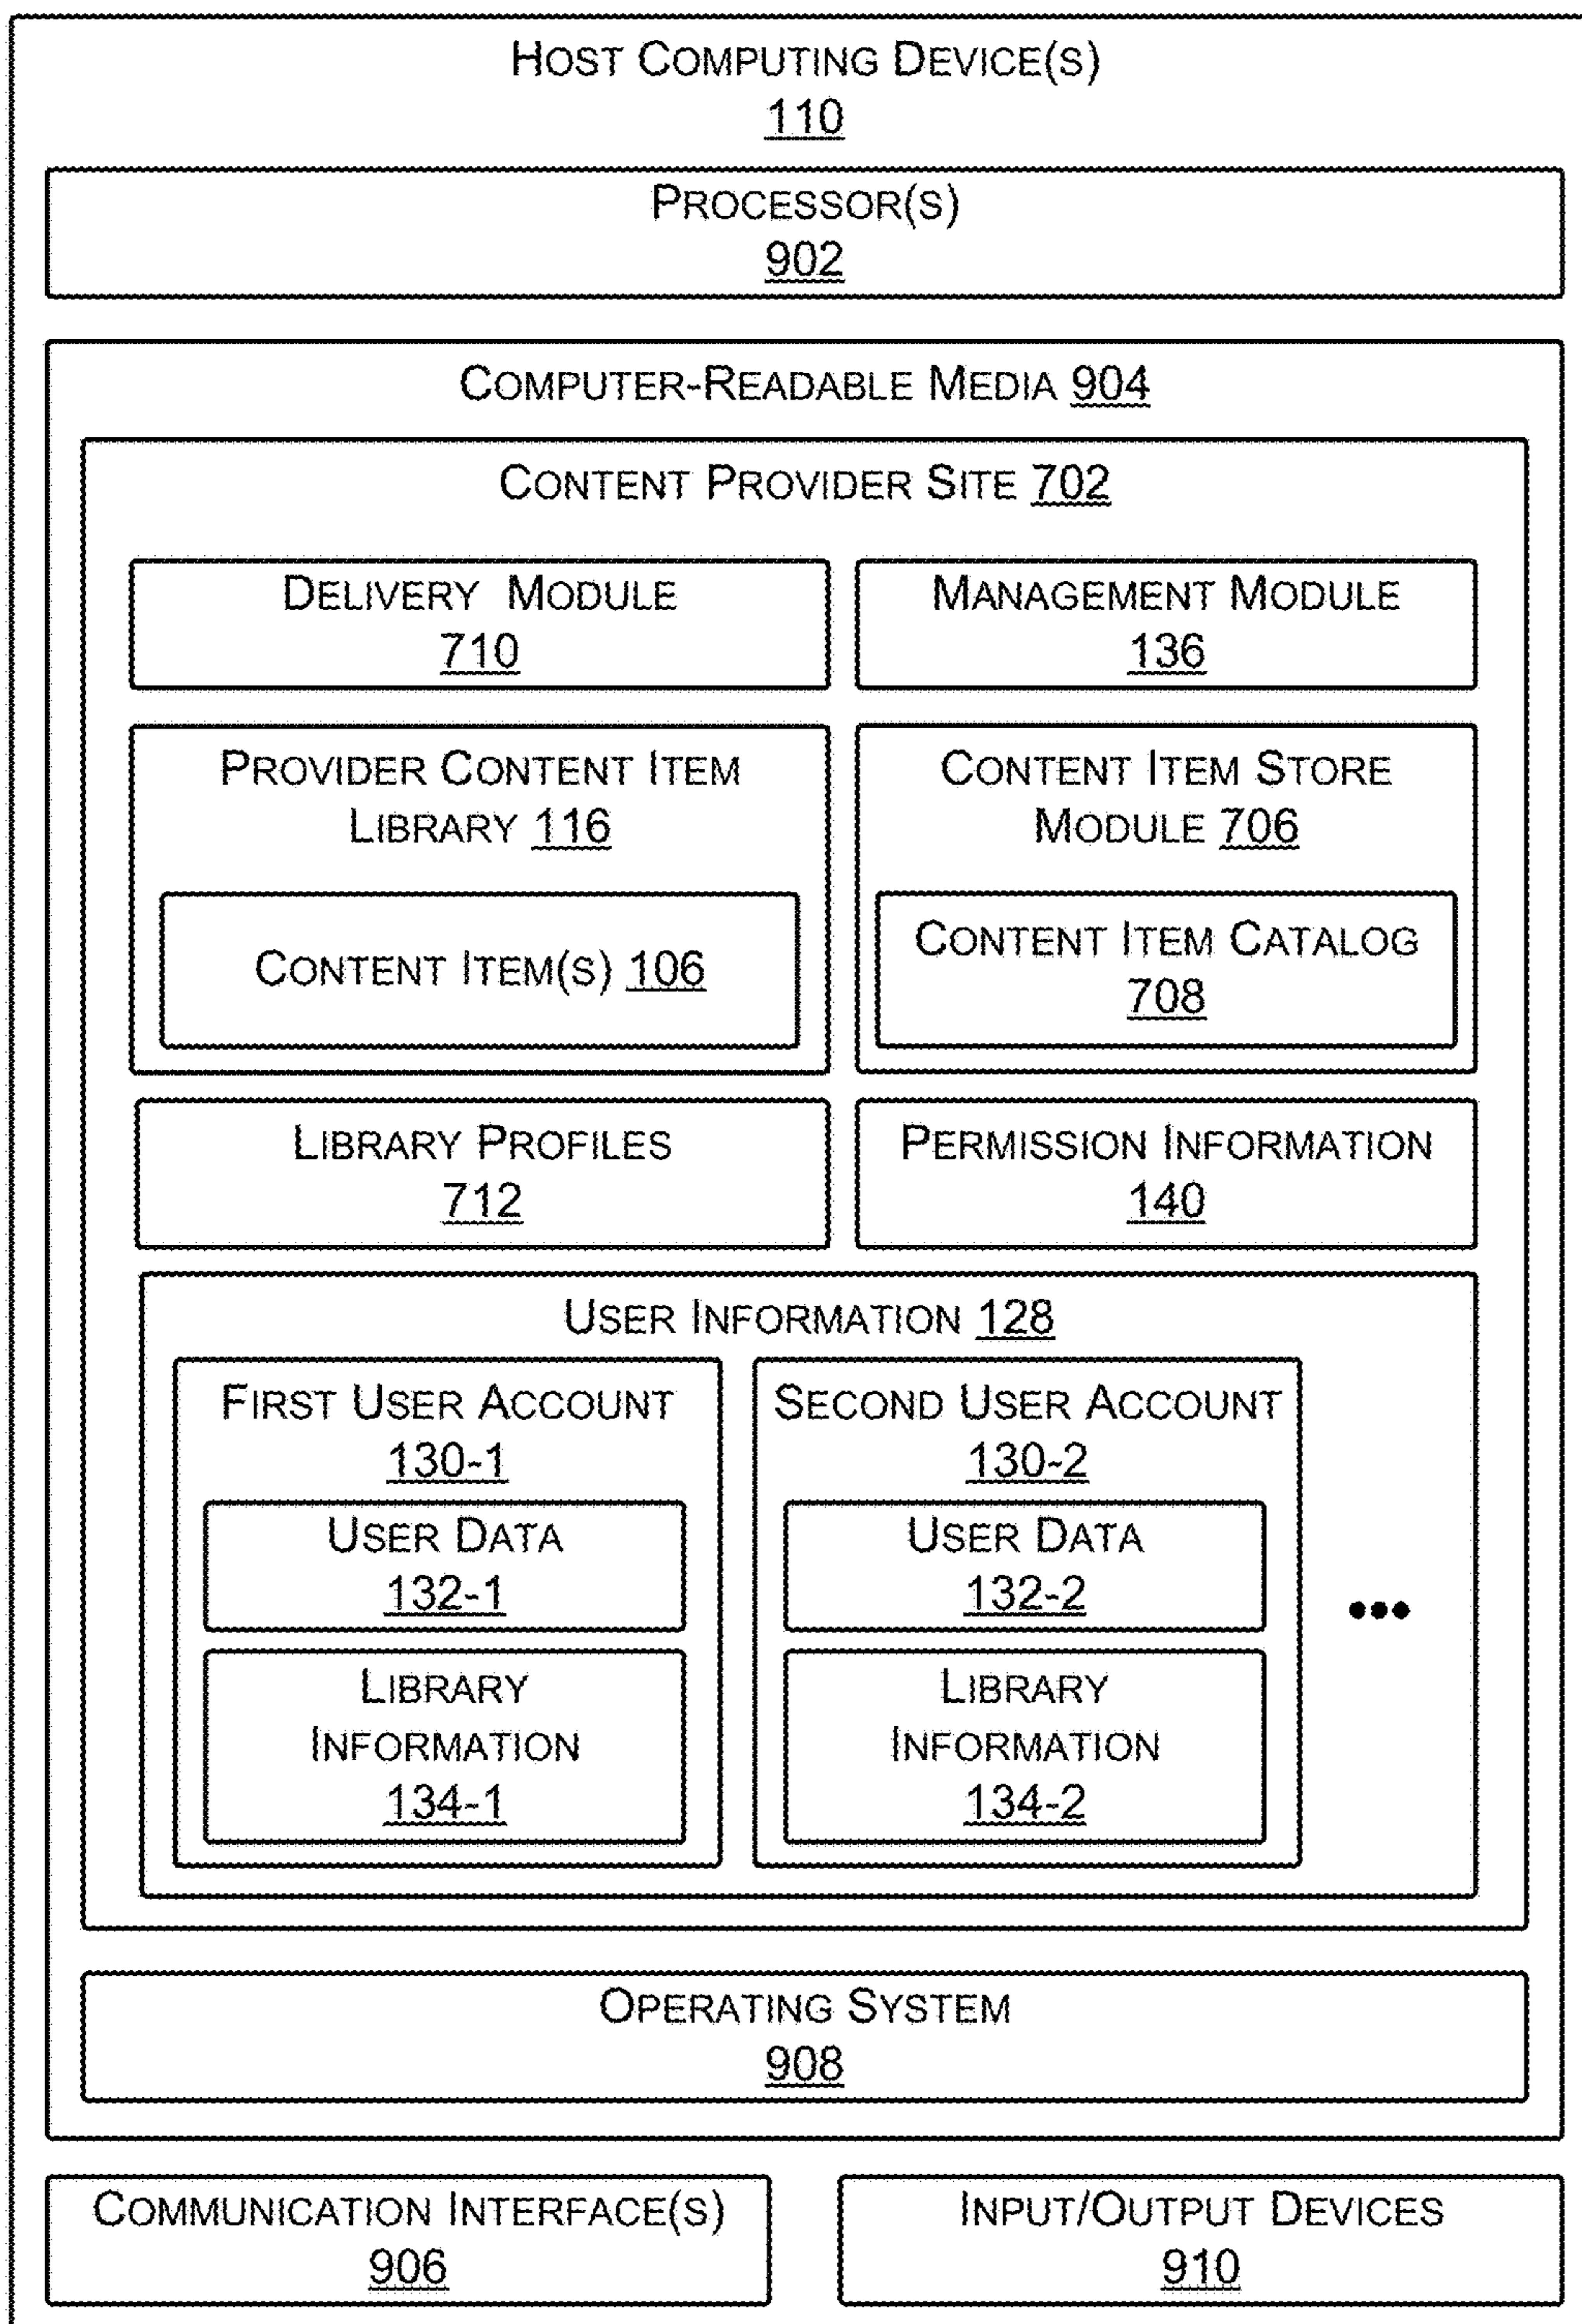 HOST COMPUTING DEVICE(S)
110
PROCESSOR(S)
902
COMPUTER-READABLE MEDIA 904
CONTENT PROVIDER SITE 702
DELIVERY MODULE
710
MANAGEMENT MODULE
136
PROVIDER CONTENT ITEM
LIBRARY 116
CONTENT ITEM(S) 106
CONTENT ITEM STORE
MODULE 706
CONTENT ITEM CATALOG
708
LIBRARY PROFILES
712
PERMISSION INFORMATION
140
USER INFORMATION 128
FIRST USER ACCOUNT
130-1
USER DATA
132-1
LIBRARY
INFORMATION
134-1
SECOND USER ACCOUNT
130-2
USER DATA
132-2
LIBRARY
INFORMATION
134-2
•••
OPERATING SYSTEM
908
COMMUNICATION INTERFACE(S)
906
INPUT/OUTPUT DEVICES
910